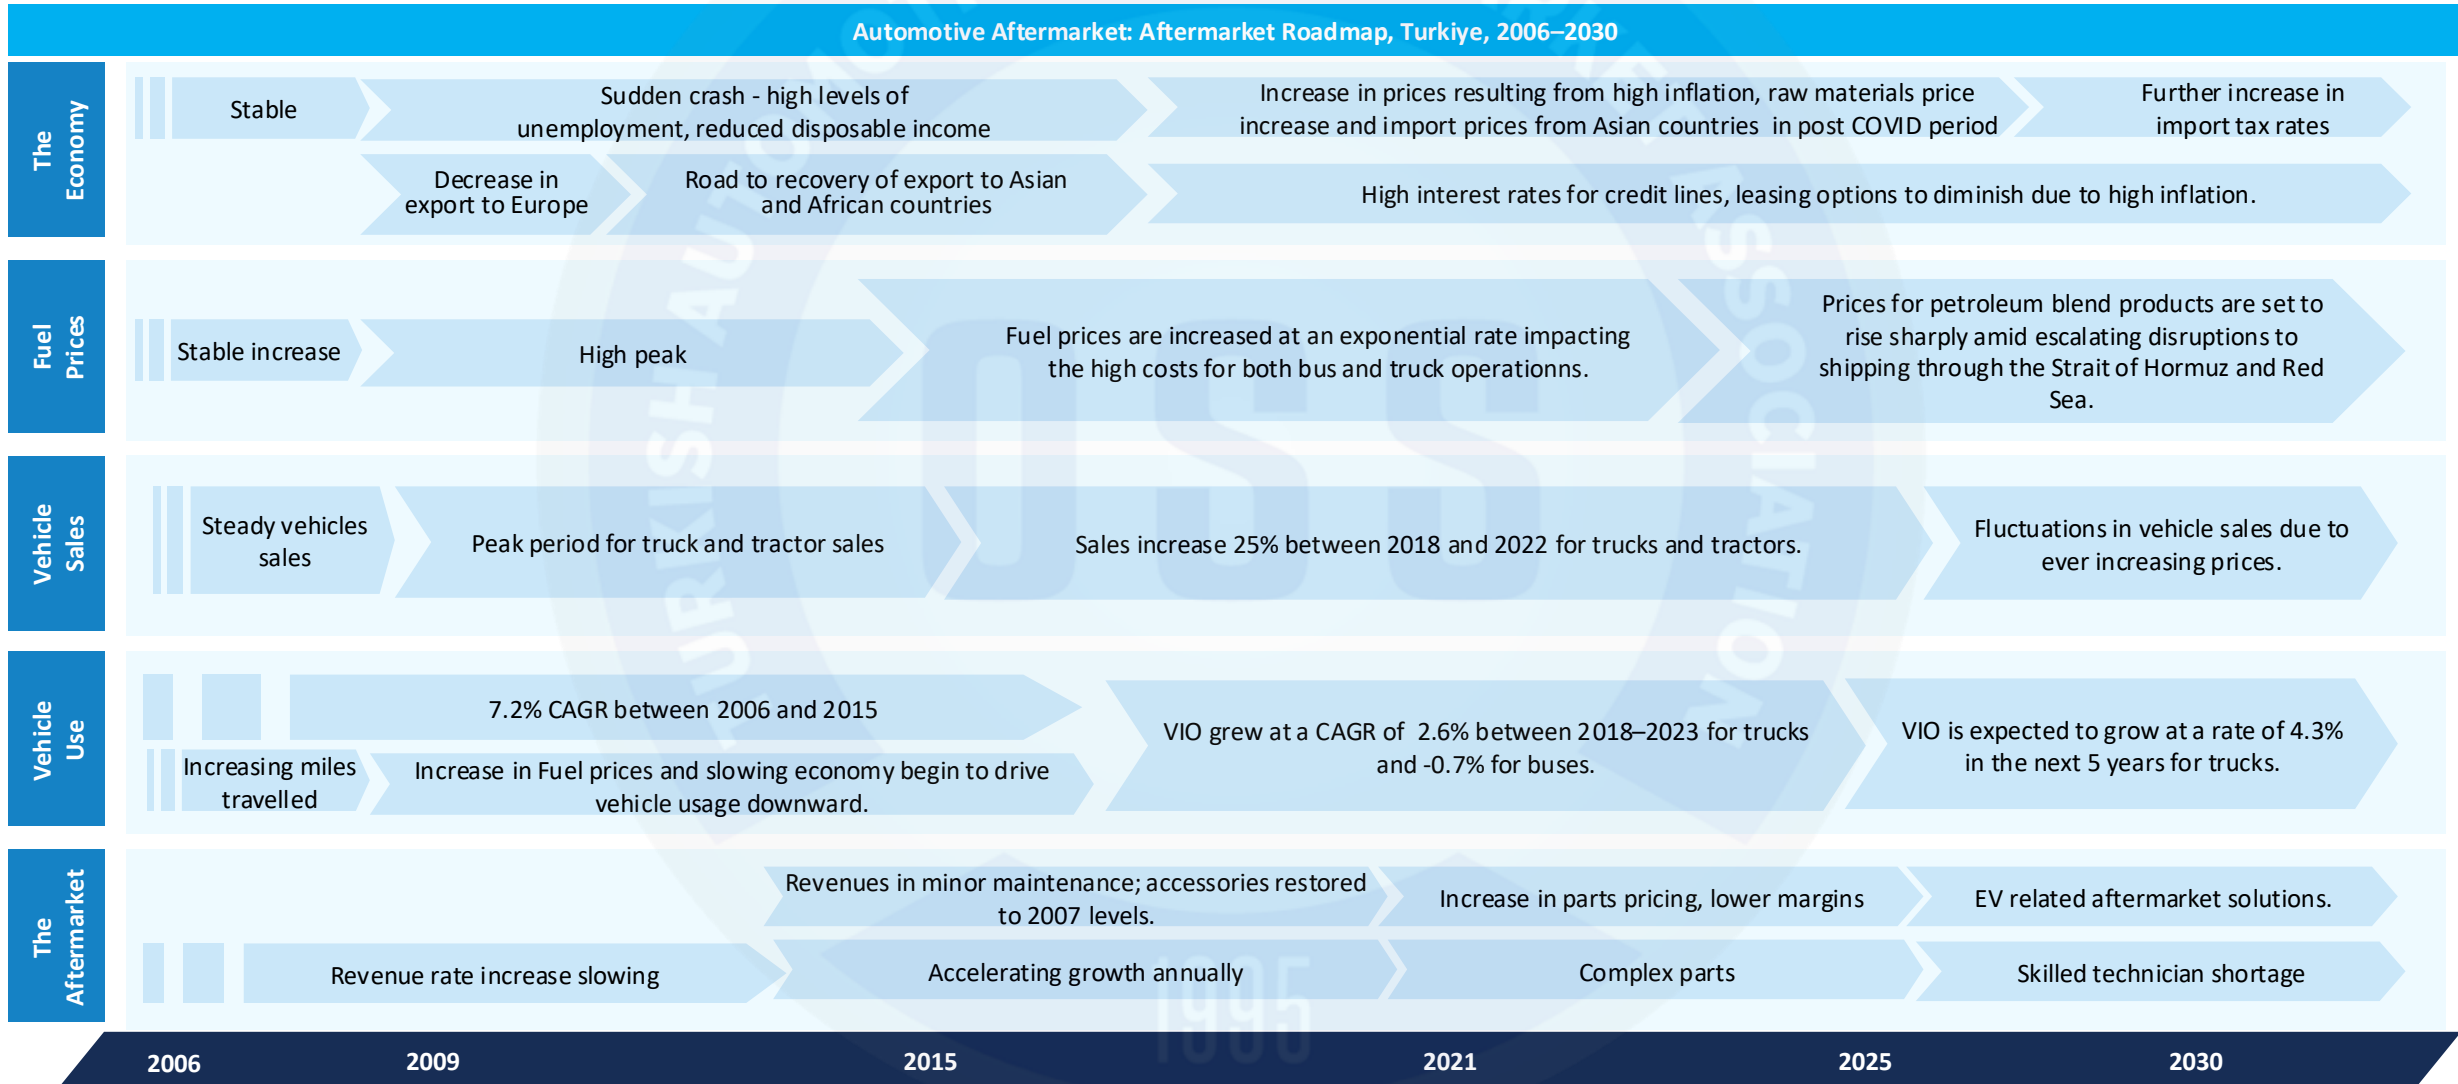 Automotive Aftermarket: Aftermarket Roadmap, Turkiye, 2006–2030
The
Economy
Stable
Sudden crash - high levels of
unemployment, reduced disposable income
Increase in prices resulting from high inflation, raw materials price
increase and import prices from Asian countries in post COVID period
Further increase in
import tax rates
Decrease in
export to Europe
Road to recovery of export to Asian
and African countries
High interest rates for credit lines, leasing options to diminish due to high inflation.
Fuel
Prices
Stable increase
High peak
Fuel prices are increased at an exponential rate impacting
the high costs for both bus and truck operationns.
Prices for petroleum blend products are set to
rise sharply amid escalating disruptions to
shipping through the Strait of Hormuz and Red
Sea.
Vehicle
Sales
Steady vehicles
sales
Peak period for truck and tractor sales
Sales increase 25% between 2018 and 2022 for trucks and tractors.
Fluctuations in vehicle sales due to
ever increasing prices.
Vehicle
Use
7.2% CAGR between 2006 and 2015
Increasing miles
travelled
Increase in Fuel prices and slowing economy begin to drive
vehicle usage downward.
VIO grew at a CAGR of 2.6% between 2018–2023 for trucks
and -0.7% for buses.
VIO is expected to grow at a rate of 4.3%
in the next 5 years for trucks.
The
Aftermarket
Revenues in minor maintenance; accessories restored
to 2007 levels.
Increase in parts pricing, lower margins
EV related aftermarket solutions.
Revenue rate increase slowing
Accelerating growth annually
Complex parts
Skilled technician shortage
2006
2009
2015
2021
2025
2030
OSS
1995